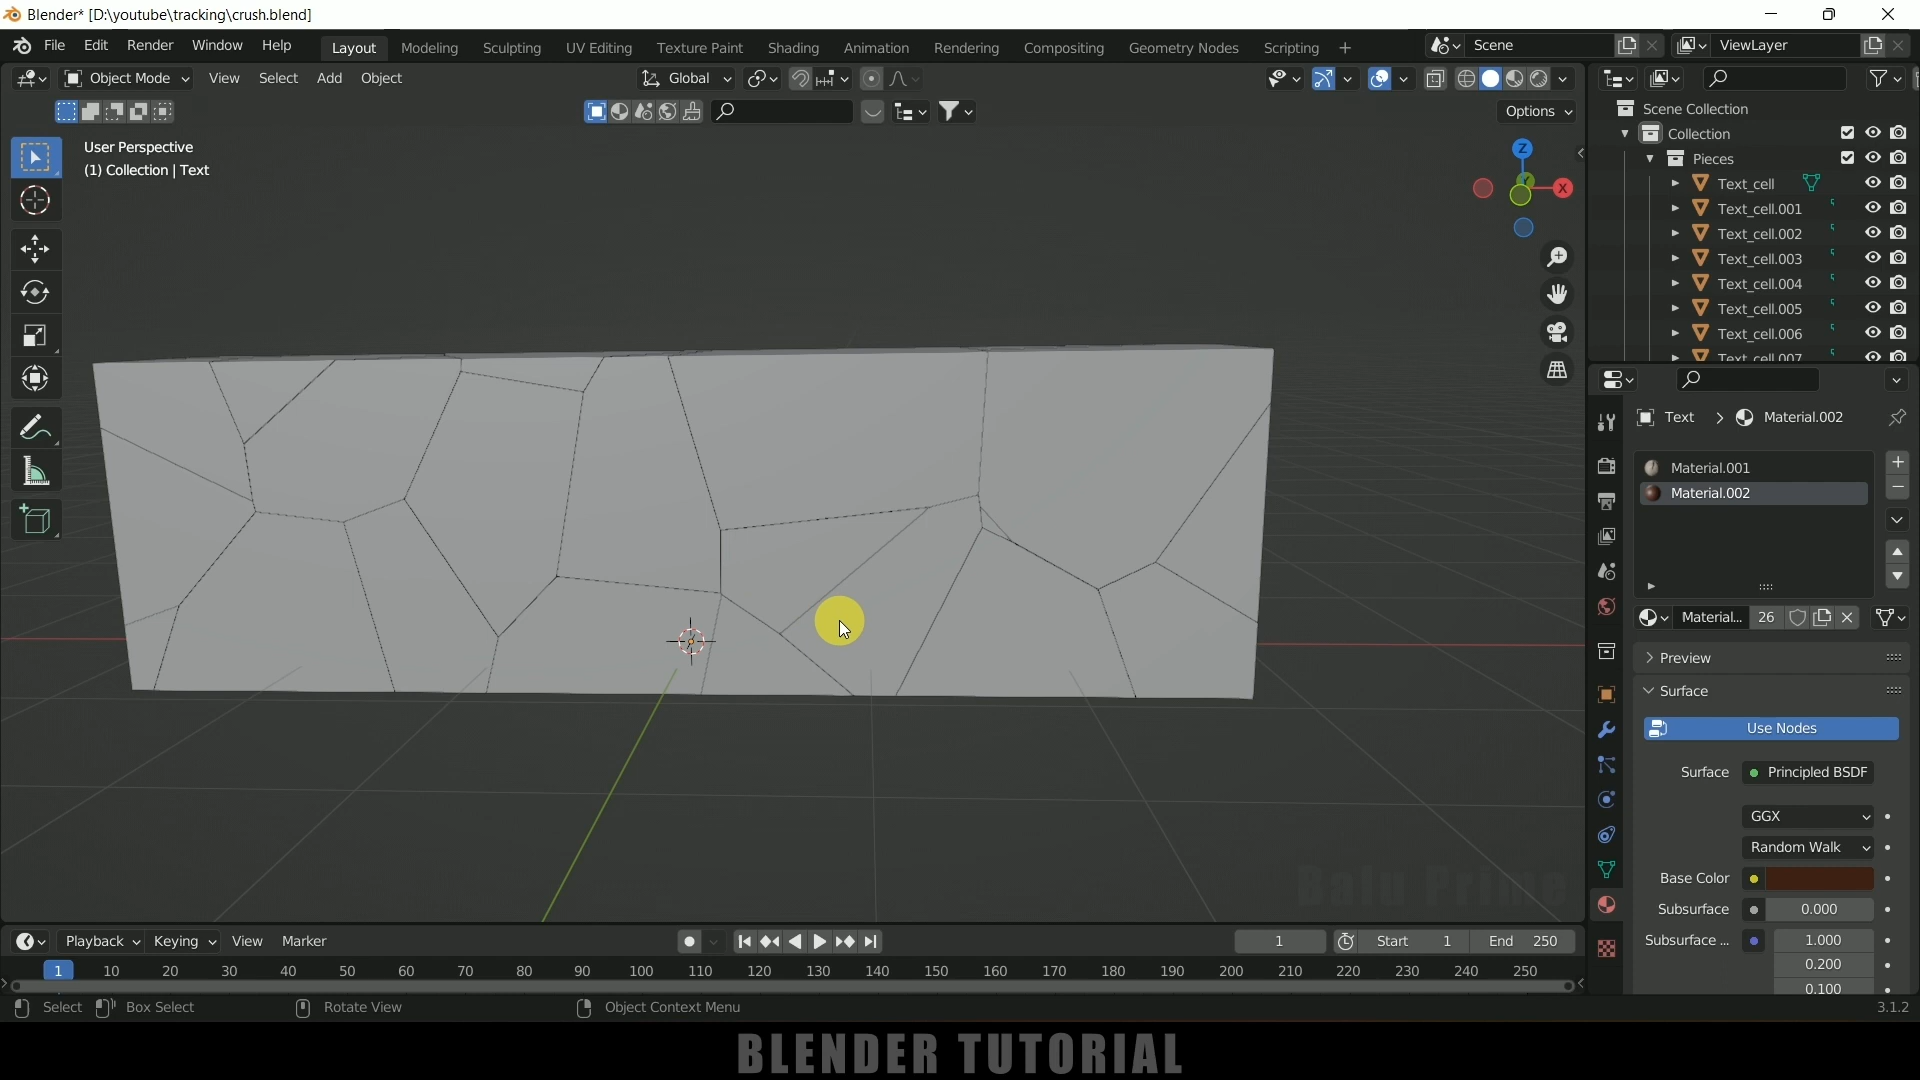 Blender* [D:\youtube\tracking\crush.blend]
File Edit Render Window Help Layout Modeling Sculpting UV Editing Texture Paint Shading Animation Rendering Compositing Geometry Nodes Scripting + Scene ViewLayer
Object Mode View Select Add Object Global
Options
User Perspective
(1) Collection | Text
Z
X
Scene Collection
Collection
Pieces
Text_cell
Text_cell.001
Text_cell.002
Text_cell.003
Text_cell.004
Text_cell.005
Text_cell.006
Text_cell.007
Text > Material.002
Material.001
Material.002
Material... 26
Preview
Surface
Use Nodes
Surface Principled BSDF
GGX
Random Walk
Base Color
Subsurface 0.000
Subsurface ... 1.000
0.200
0.100
Balu Prime
Playback Keying View Marker 1 Start 1 End 250
1 10 20 30 40 50 60 70 80 90 100 110 120 130 140 150 160 170 180 190 200 210 220 230 240 250
Select Box Select Rotate View Object Context Menu 3.1.2
BLENDER TUTORIAL